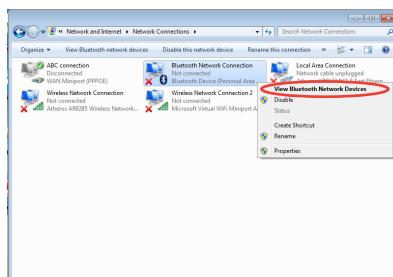 « Network and Internet ▸ Network Connections ▸
Search Network Connections
Organize ▾ View Bluetooth network devices Disable this network device Rename this connection »
ABC connection
Disconnected
WAN Miniport (PPPOE)
Bluetooth Network Connection
Not connected
Bluetooth Device (Personal Area ...
Local Area Connection
Network cable unplugged
Wireless Network Connection
Not connected
Atheros AR9285 Wireless Network...
Wireless Network Connection 2
Not connected
Microsoft Virtual WiFi Miniport A
View Bluetooth Network Devices
Disable
Status
Create Shortcut
Rename
Properties